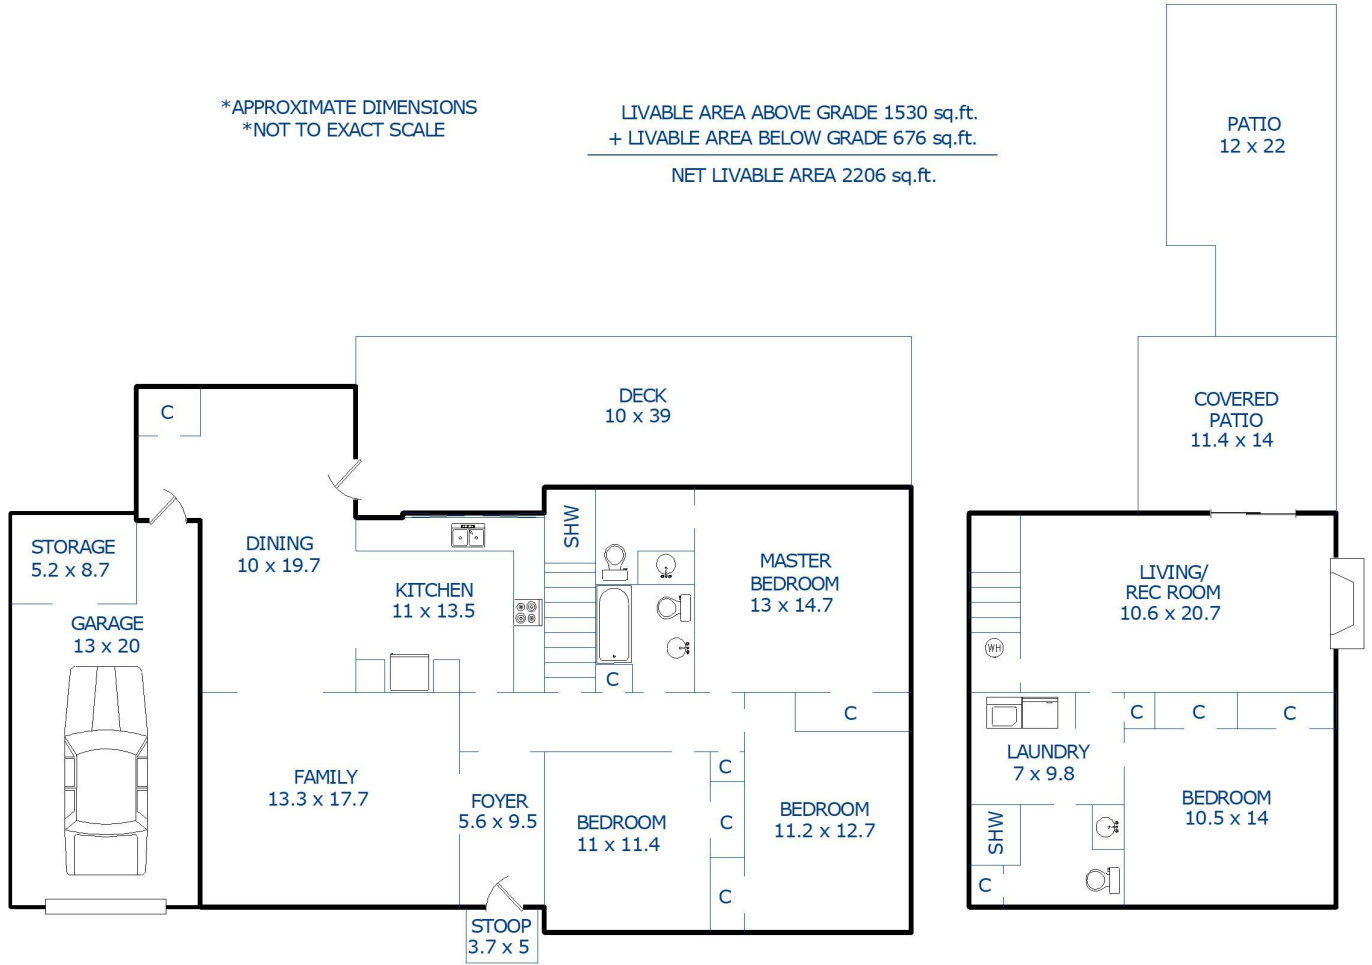 *APPROXIMATE DIMENSIONS
*NOT TO EXACT SCALE
LIVABLE AREA ABOVE GRADE 1530 sq.ft.
+ LIVABLE AREA BELOW GRADE 676 sq.ft.
NET LIVABLE AREA 2206 sq.ft.
PATIO
12 x 22
DECK
10 x 39
COVERED
PATIO
11.4 x 14
C
STORAGE
5.2 x 8.7
GARAGE
13 x 20
DINING
10 x 19.7
KITCHEN
11 x 13.5
SHW
C
MASTER
BEDROOM
13 x 14.7
C
FAMILY
13.3 x 17.7
FOYER
5.6 x 9.5
STOOP
3.7 x 5
BEDROOM
11 x 11.4
C
C
C
BEDROOM
11.2 x 12.7
LIVING/
REC ROOM
10.6 x 20.7
WH
C
C
C
LAUNDRY
7 x 9.8
BEDROOM
10.5 x 14
SHW
C